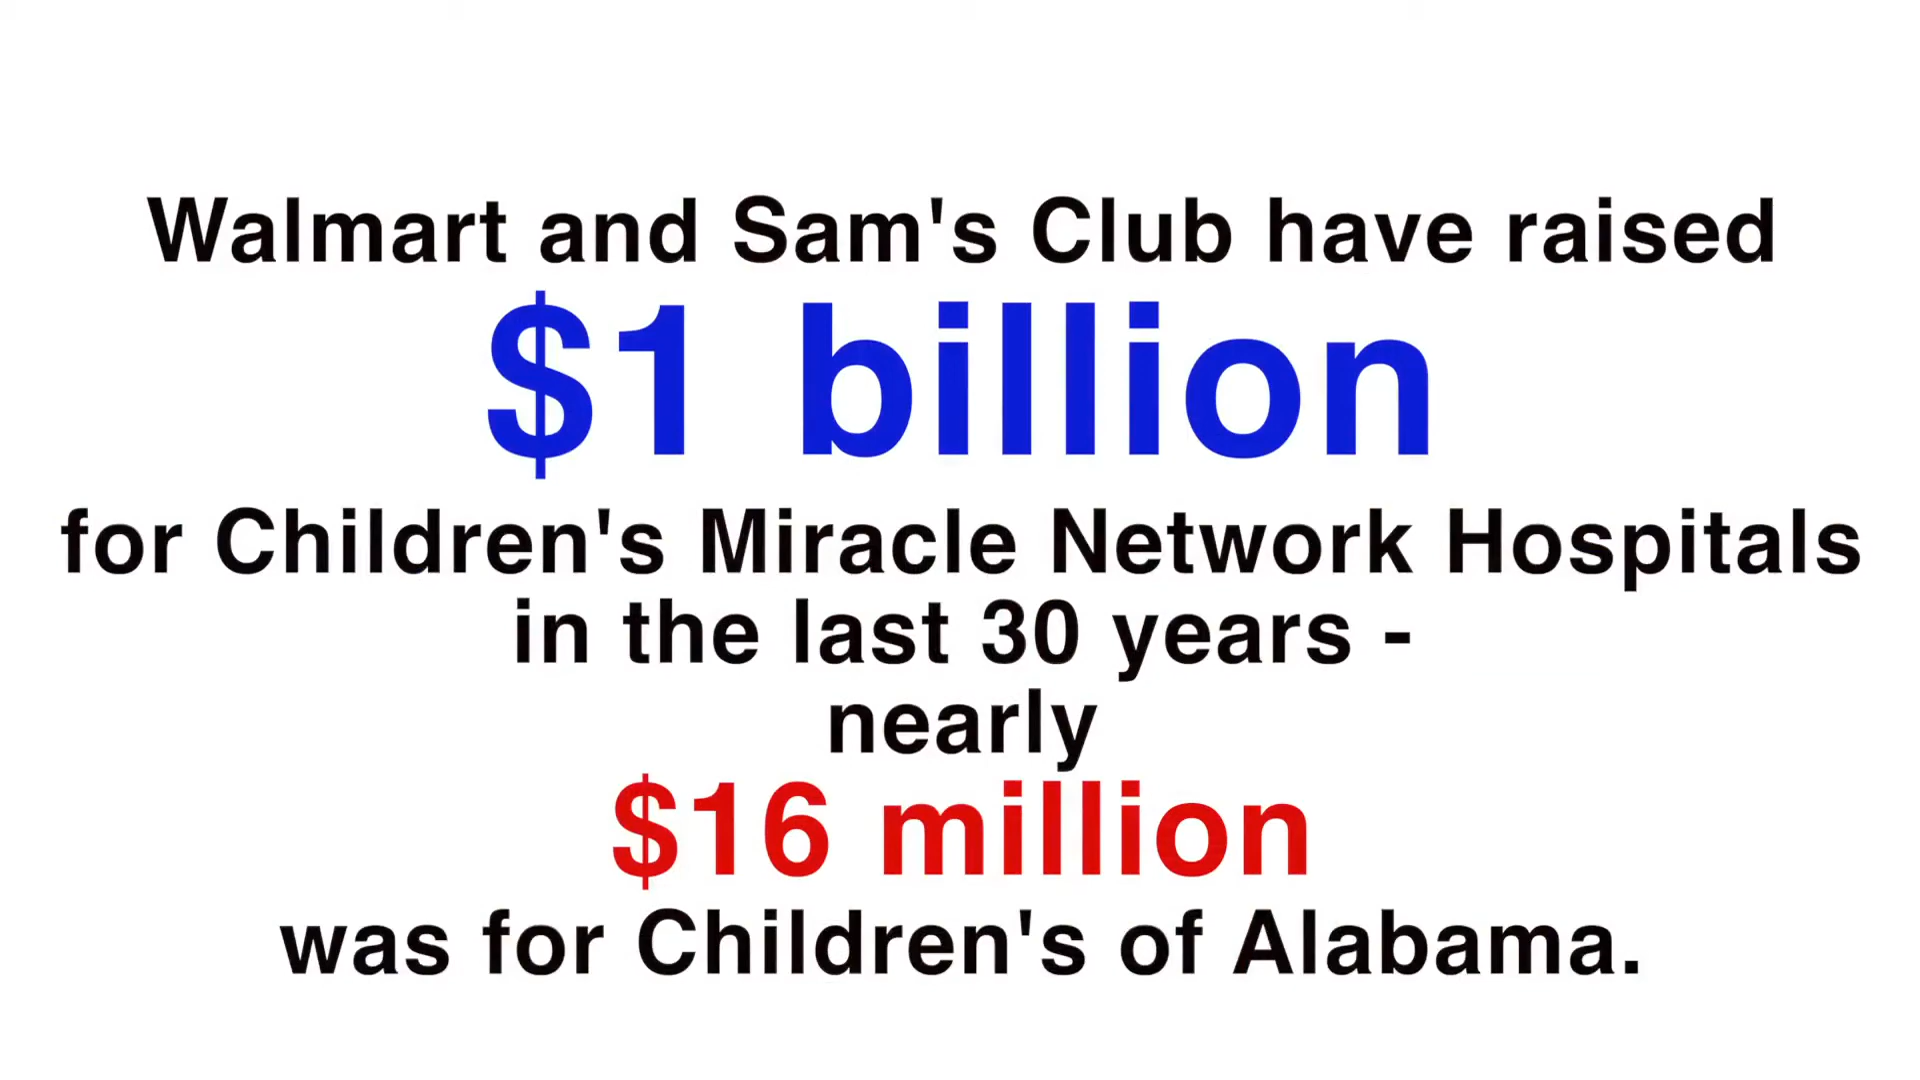 Walmart and Sam's Club have raised
$1 billion
for Children's Miracle Network Hospitals
in the last 30 years -
nearly
$16 million
was for Children's of Alabama.